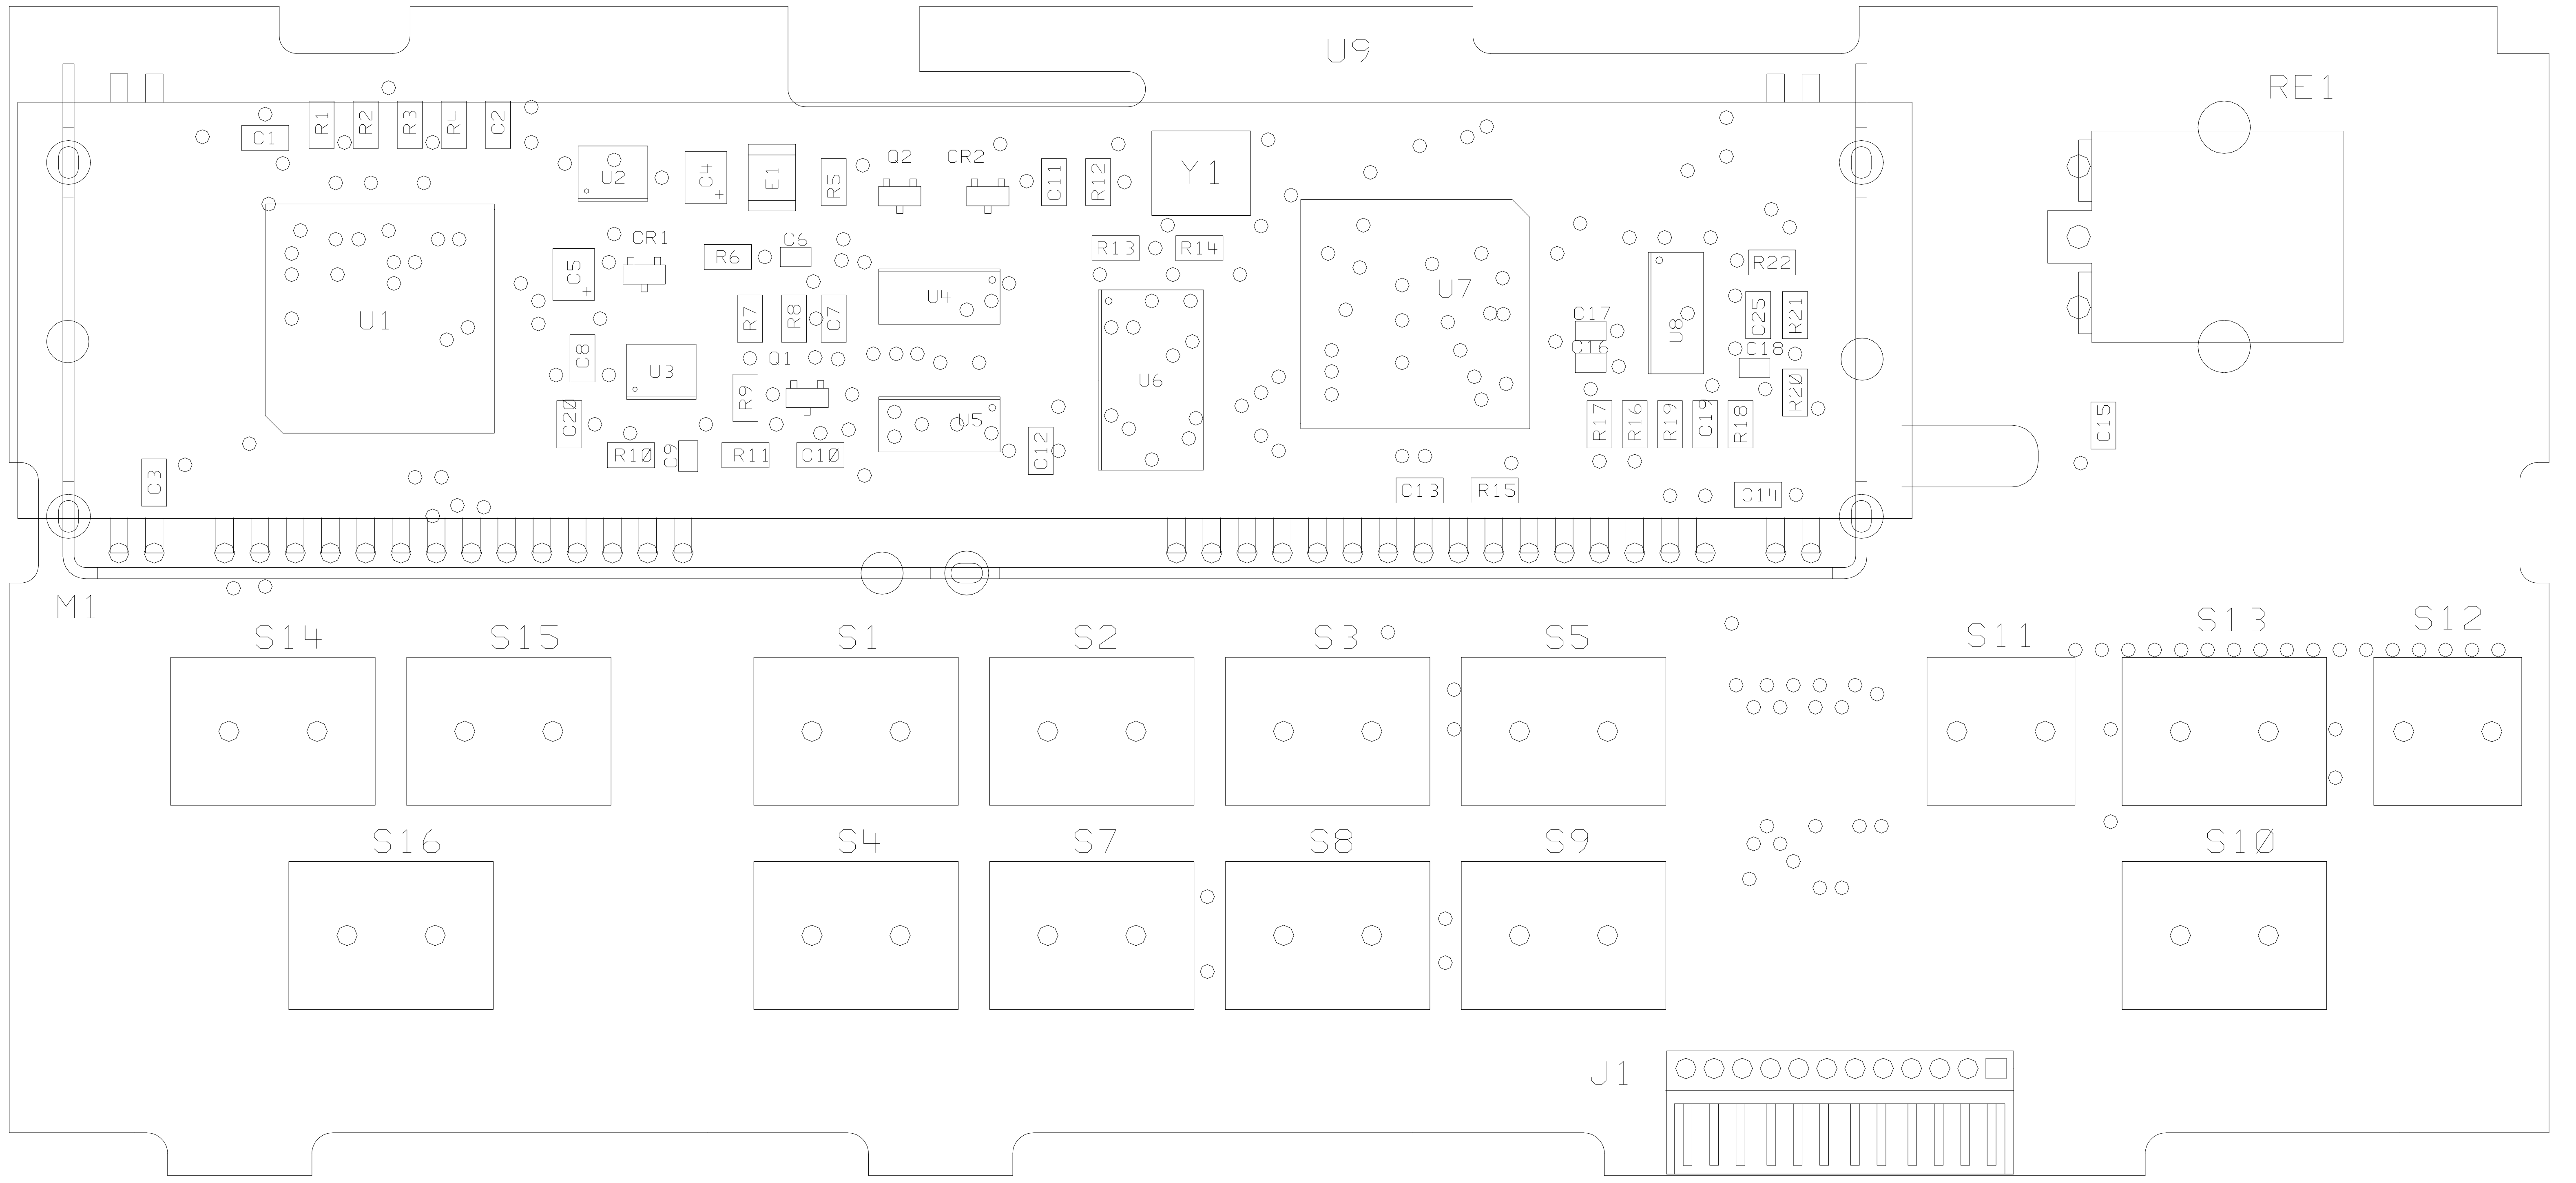 U9
RE1
R1
R2
R3
R4
C2
C1
U2
C4
+
E1
R5
Q2
CR2
C11
R12
Y1
CR1
C6
R6
R13
R14
C5
+
R22
U1
U4
U7
R7
R8
C7
C17
C25
R21
U8
C16
C18
Q1
C8
U3
U6
R9
R20
C20
U5
R17
R16
R19
C19
R18
C15
R10
C9
R11
C10
C12
C3
C13
R15
C14
M1
S14
S15
S1
S2
S3
S5
S11
S13
S12
S16
S4
S7
S8
S9
S10
J1